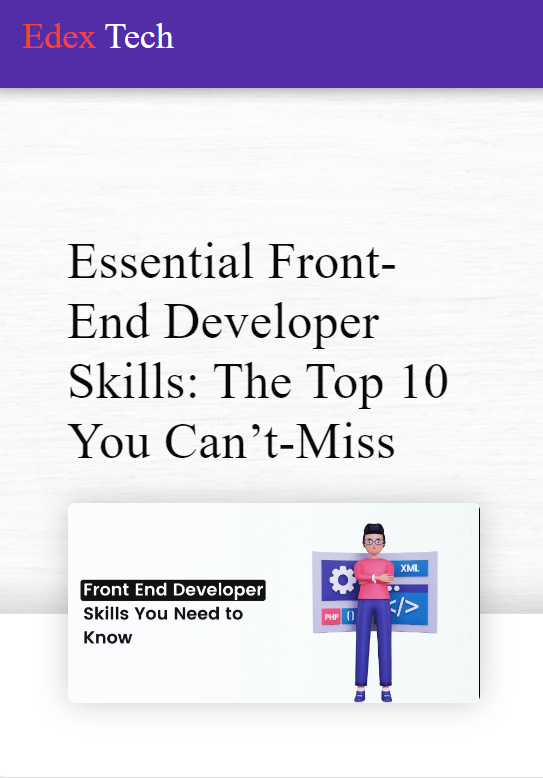 Edex Tech
Essential Front-
End Developer
Skills: The Top 10
You Can’t-Miss
Front End Developer
Skills You Need to
Know
XML
PHP
()
</>